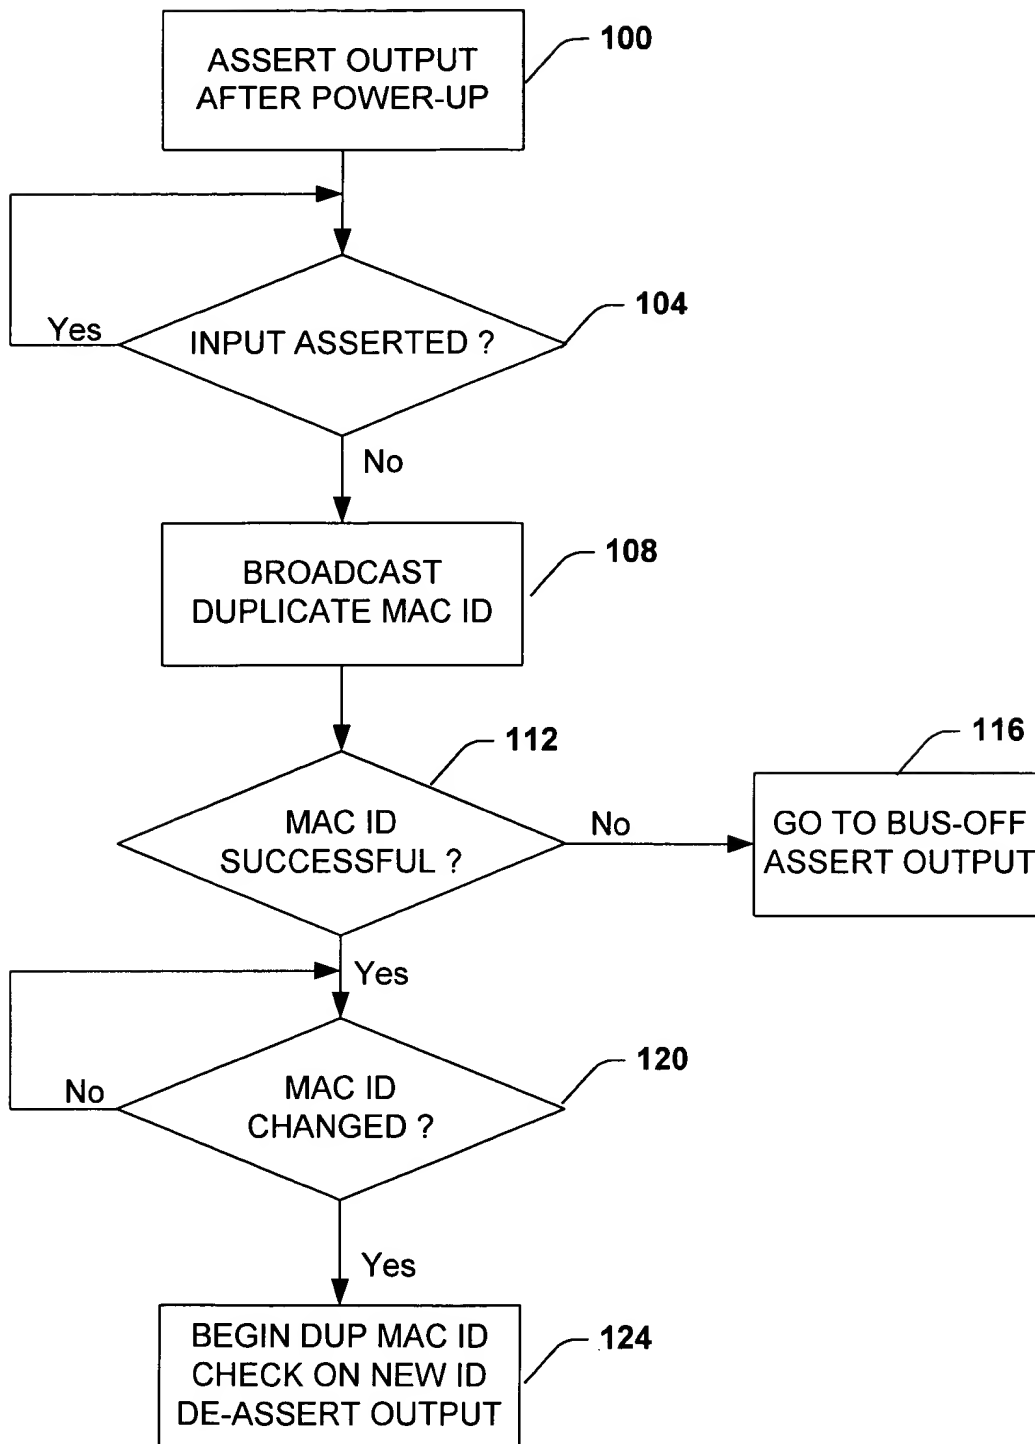 ASSERT OUTPUT
AFTER POWER-UP
100
INPUT ASSERTED ?
104
Yes
No
BROADCAST
DUPLICATE MAC ID
108
MAC ID
SUCCESSFUL ?
112
No
116
GO TO BUS-OFF
ASSERT OUTPUT
Yes
MAC ID
CHANGED ?
120
No
Yes
BEGIN DUP MAC ID
CHECK ON NEW ID
DE-ASSERT OUTPUT
124